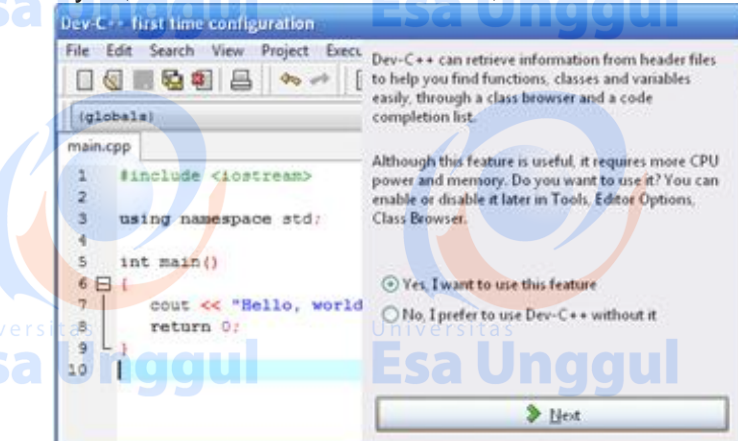 Esa Unggul
Dev-C++ first time configuration
File Edit Search View Project Execu
(globals)
main.cpp
1 #include <iostream>
2
3 using namespace std;
4
5 int main()
6 {
7 cout << "Hello, world
8 return 0;
9 }
10
Dev-C++ can retrieve information from header files
to help you find functions, classes and variables
easily, through a class browser and a code
completion list.
Although this feature is useful, it requires more CPU
power and memory. Do you want to use it? You can
enable or disable it later in Tools, Editor Options,
Class Browser.
Yes, I want to use this feature
No, I prefer to use Dev-C++ without it
Universitas
Esa Unggul
Next